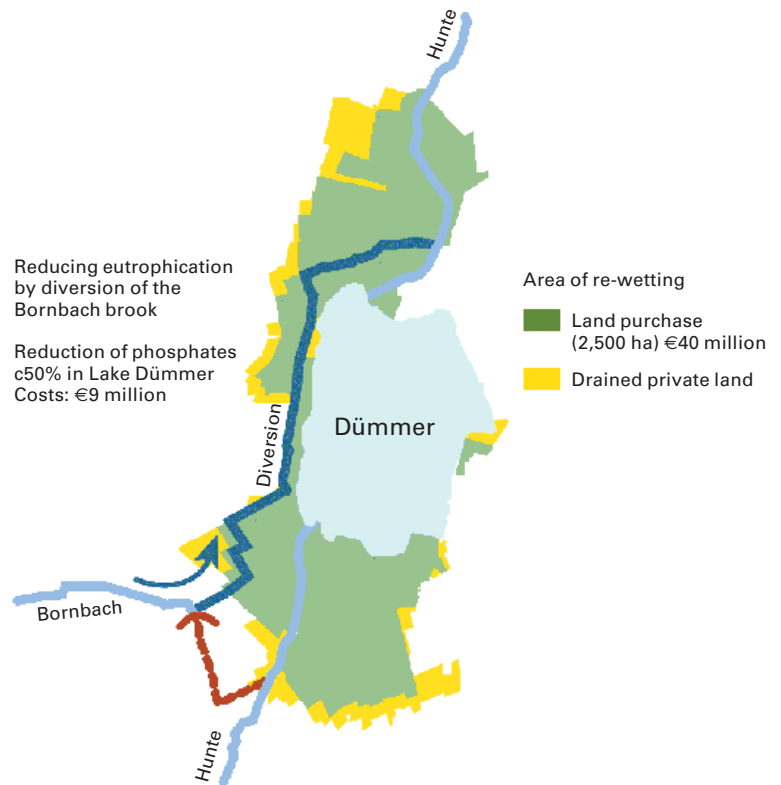 Hunte
Reducing eutrophication
by diversion of the
Bornbach brook
Reduction of phosphates
c50% in Lake Dümmer
Costs: €9 million
Area of re-wetting
Land purchase
(2,500 ha) €40 million
Drained private land
Dümmer
Diversion
Bornbach
Hunte